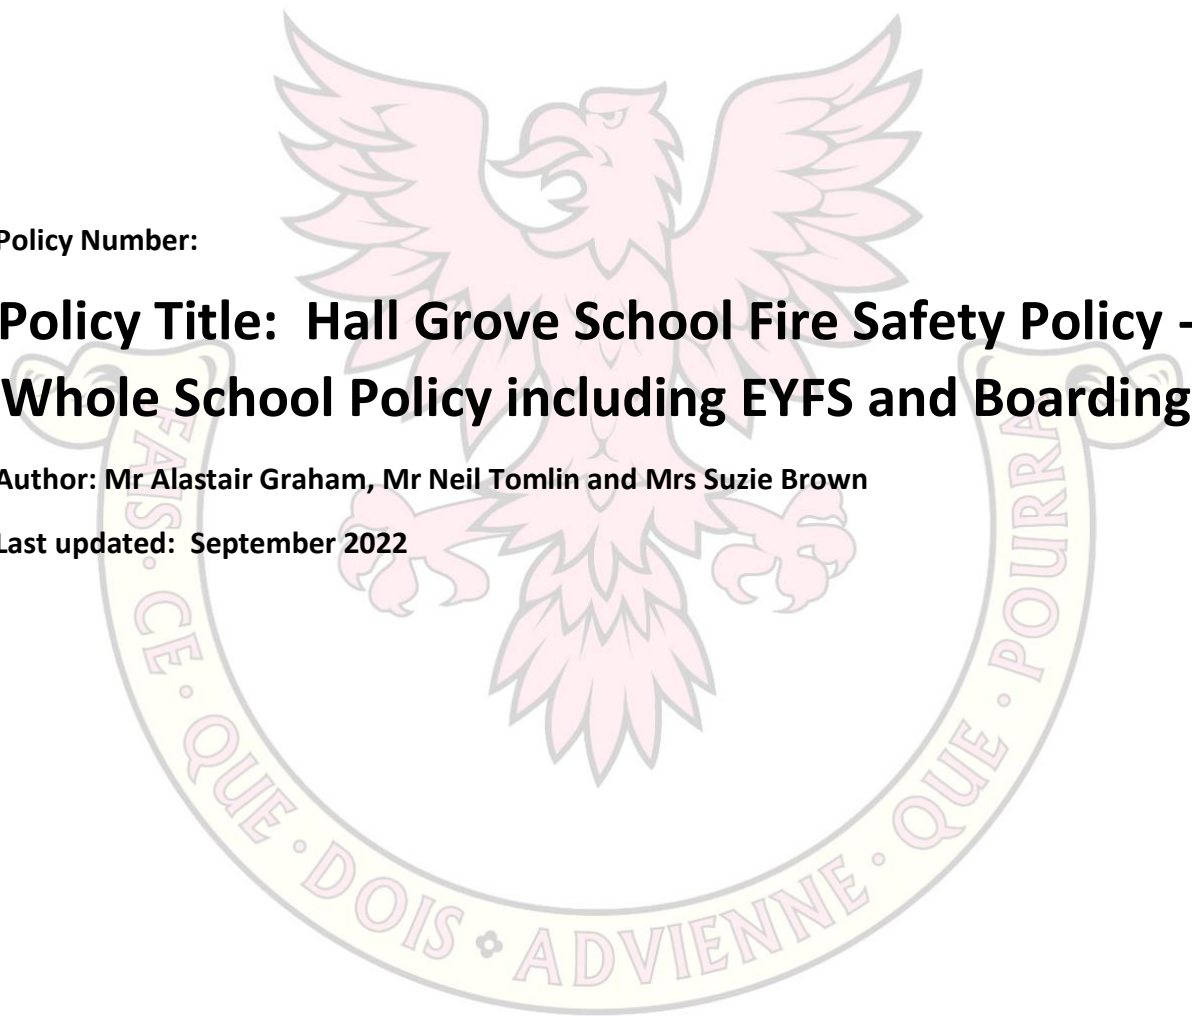 Policy Number:
Policy Title:  Hall Grove School Fire Safety Policy -
Whole School Policy including EYFS and Boarding
Author: Mr Alastair Graham, Mr Neil Tomlin and Mrs Suzie Brown
Last updated:  September 2022
FAIS · CE · QUE · DOIS · ADVIENNE · QUE · POURRA